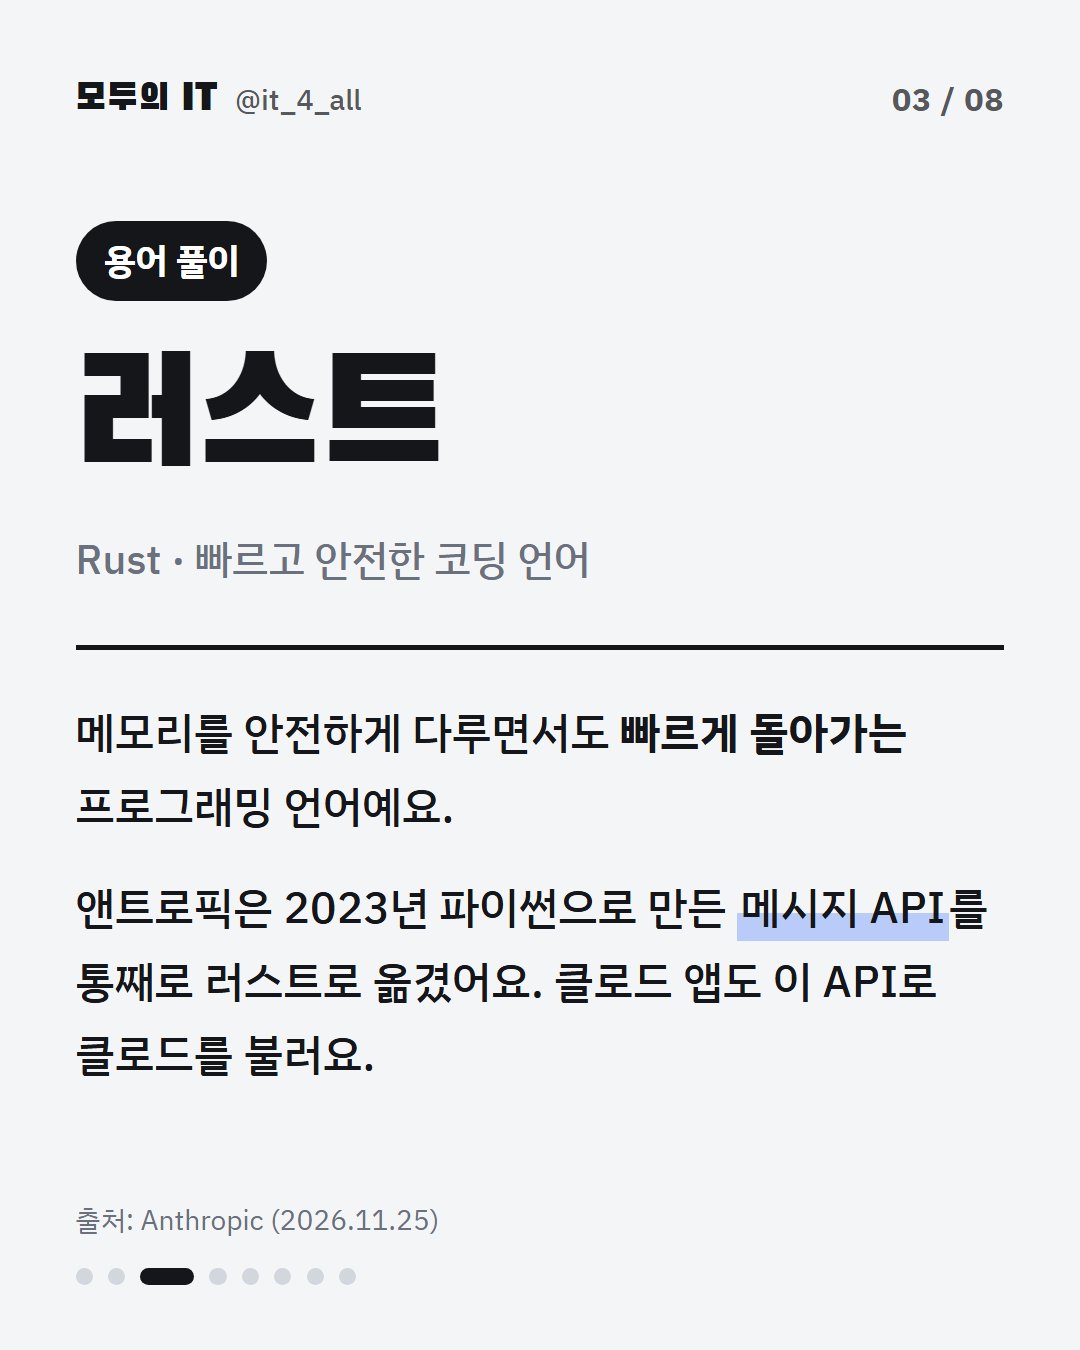 모두의 IT @it_4_all
03 / 08
용어 풀이
러스트
Rust · 빠르고 안전한 코딩 언어
메모리를 안전하게 다루면서도 빠르게 돌아가는
프로그래밍 언어예요.
앤트로픽은 2023년 파이썬으로 만든 메시지 API를
통째로 러스트로 옮겼어요. 클로드 앱도 이 API로
클로드를 불러요.
출처: Anthropic (2026.11.25)